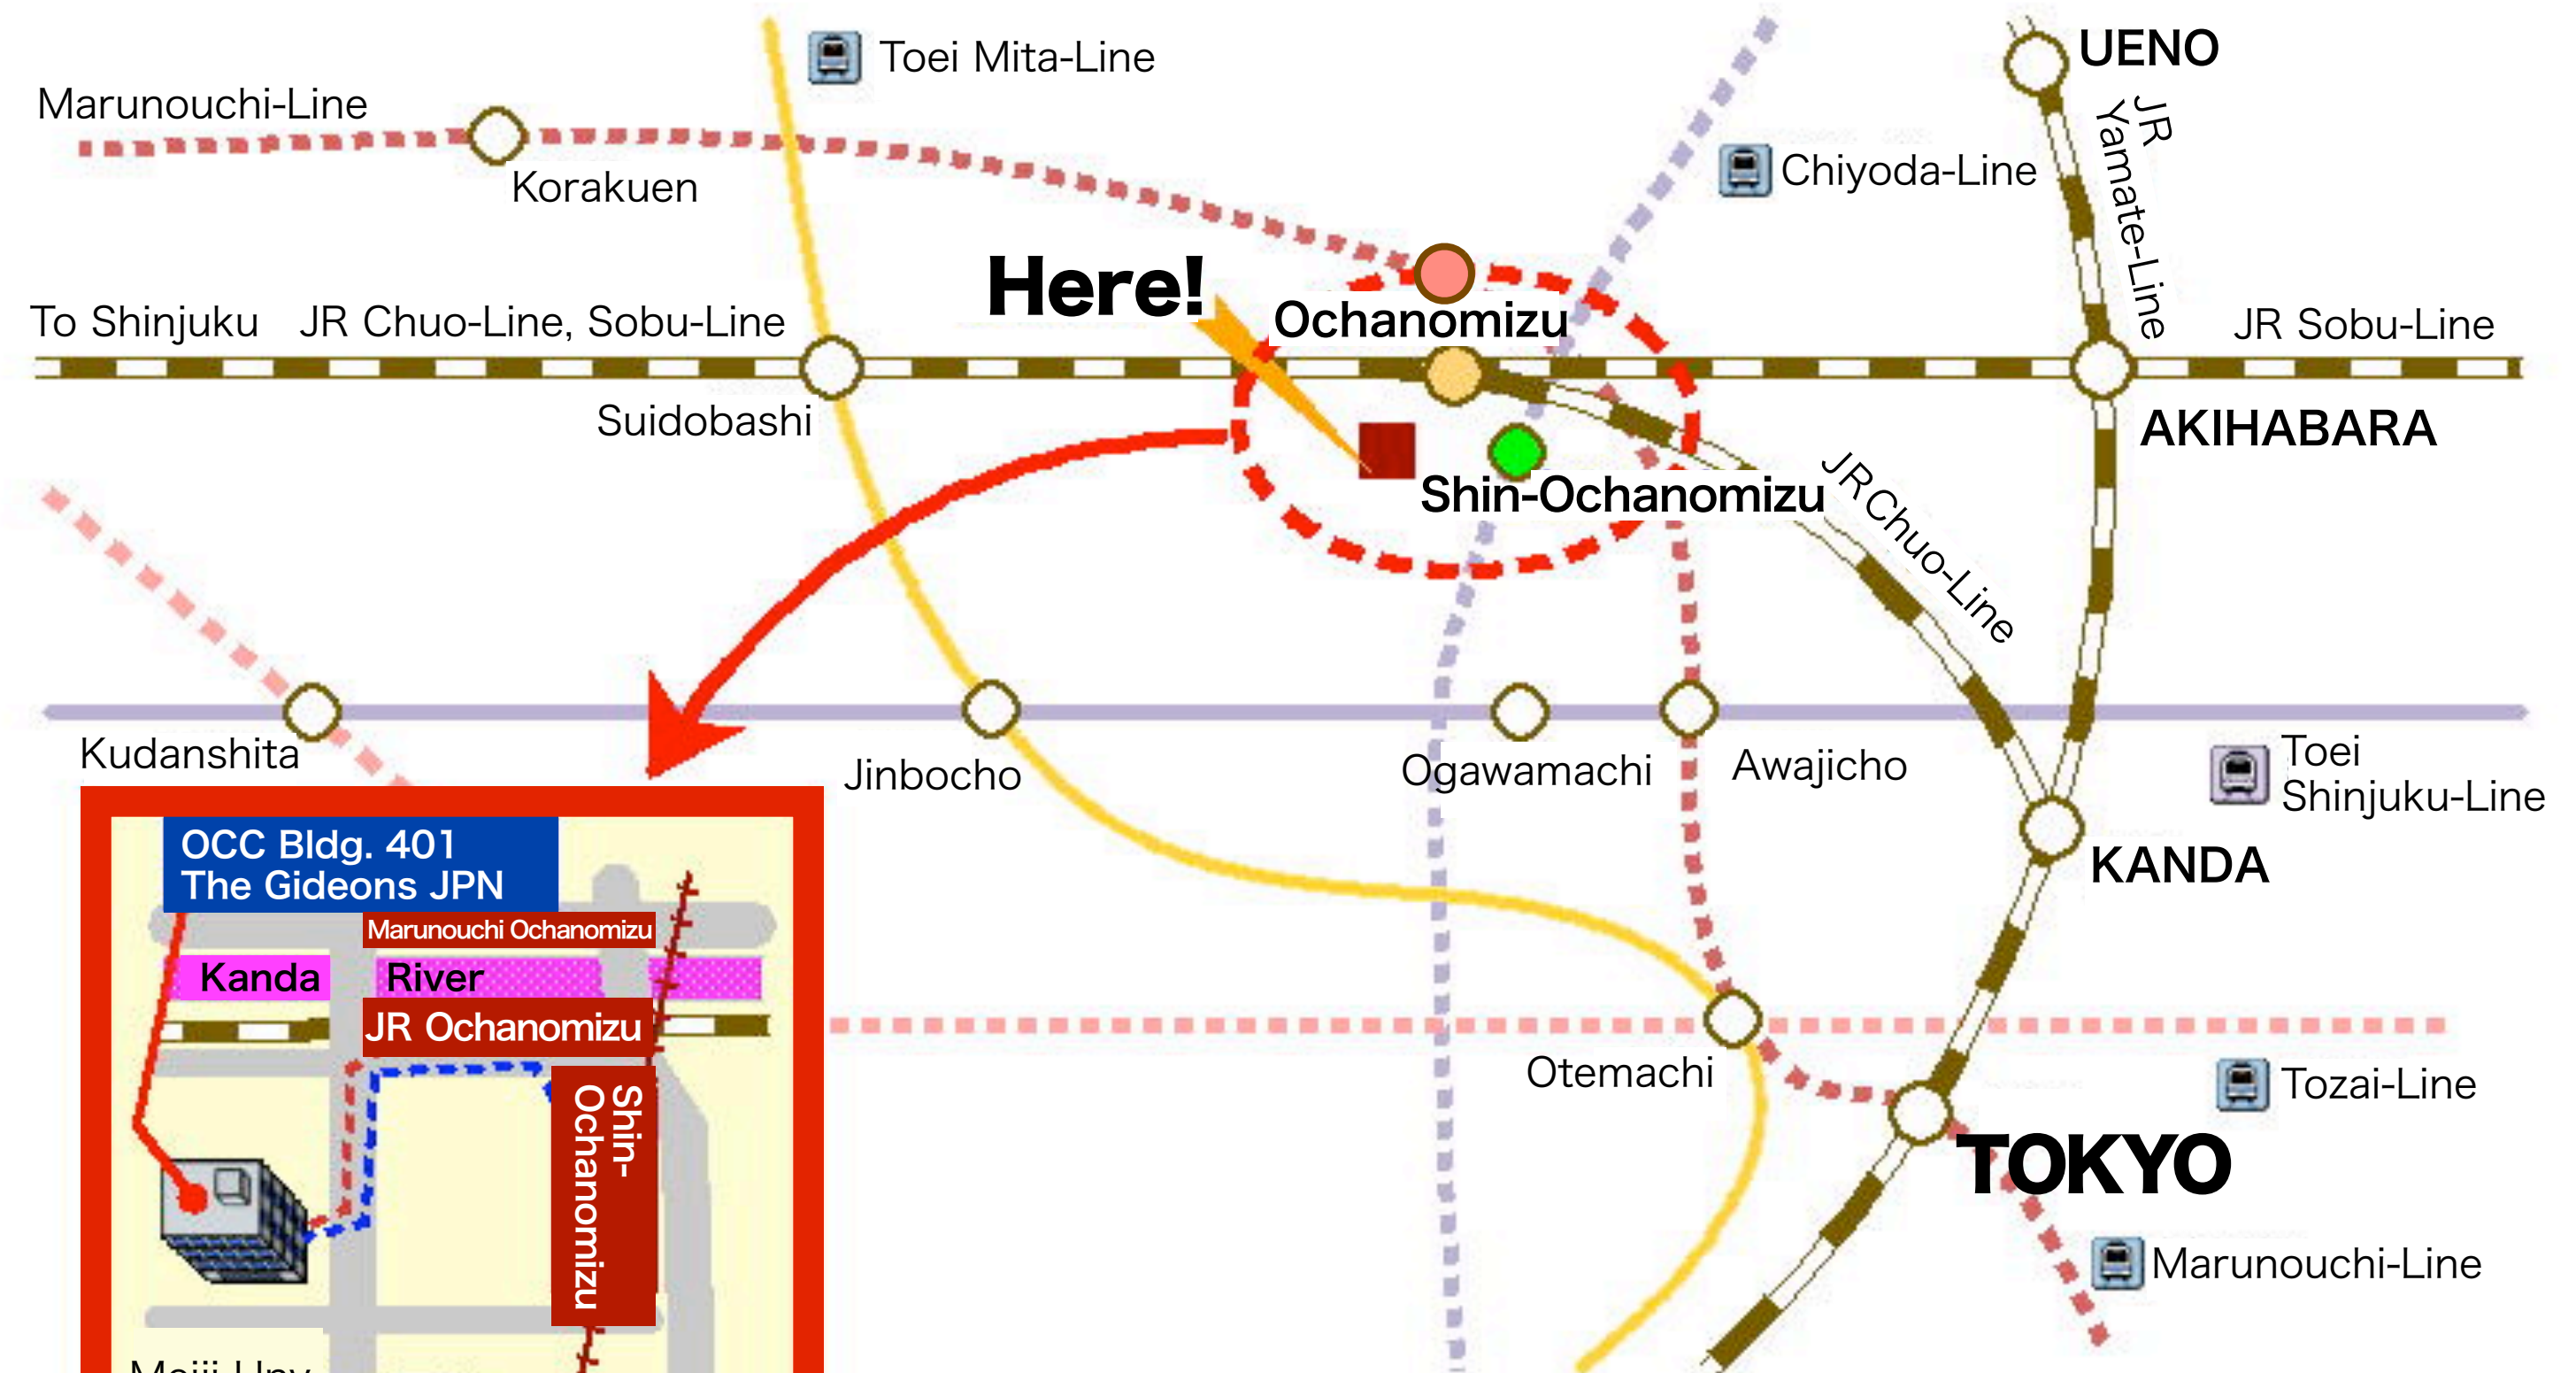 UENO
Toei Mita-Line
Marunouchi-Line
JR
Yamate-Line
Chiyoda-Line
Korakuen
Here!
Ochanomizu
To Shinjuku
JR Chuo-Line, Sobu-Line
JR Sobu-Line
Suidobashi
AKIHABARA
Shin-Ochanomizu
JR Chuo-Line
Kudanshita
Jinbocho
Ogawamachi
Awajicho
Toei
Shinjuku-Line
KANDA
OCC Bldg. 401
The Gideons JPN
Marunouchi Ochanomizu
Kanda River
JR Ochanomizu
Shin-
Ochanomizu
Otemachi
Tozai-Line
TOKYO
Marunouchi-Line